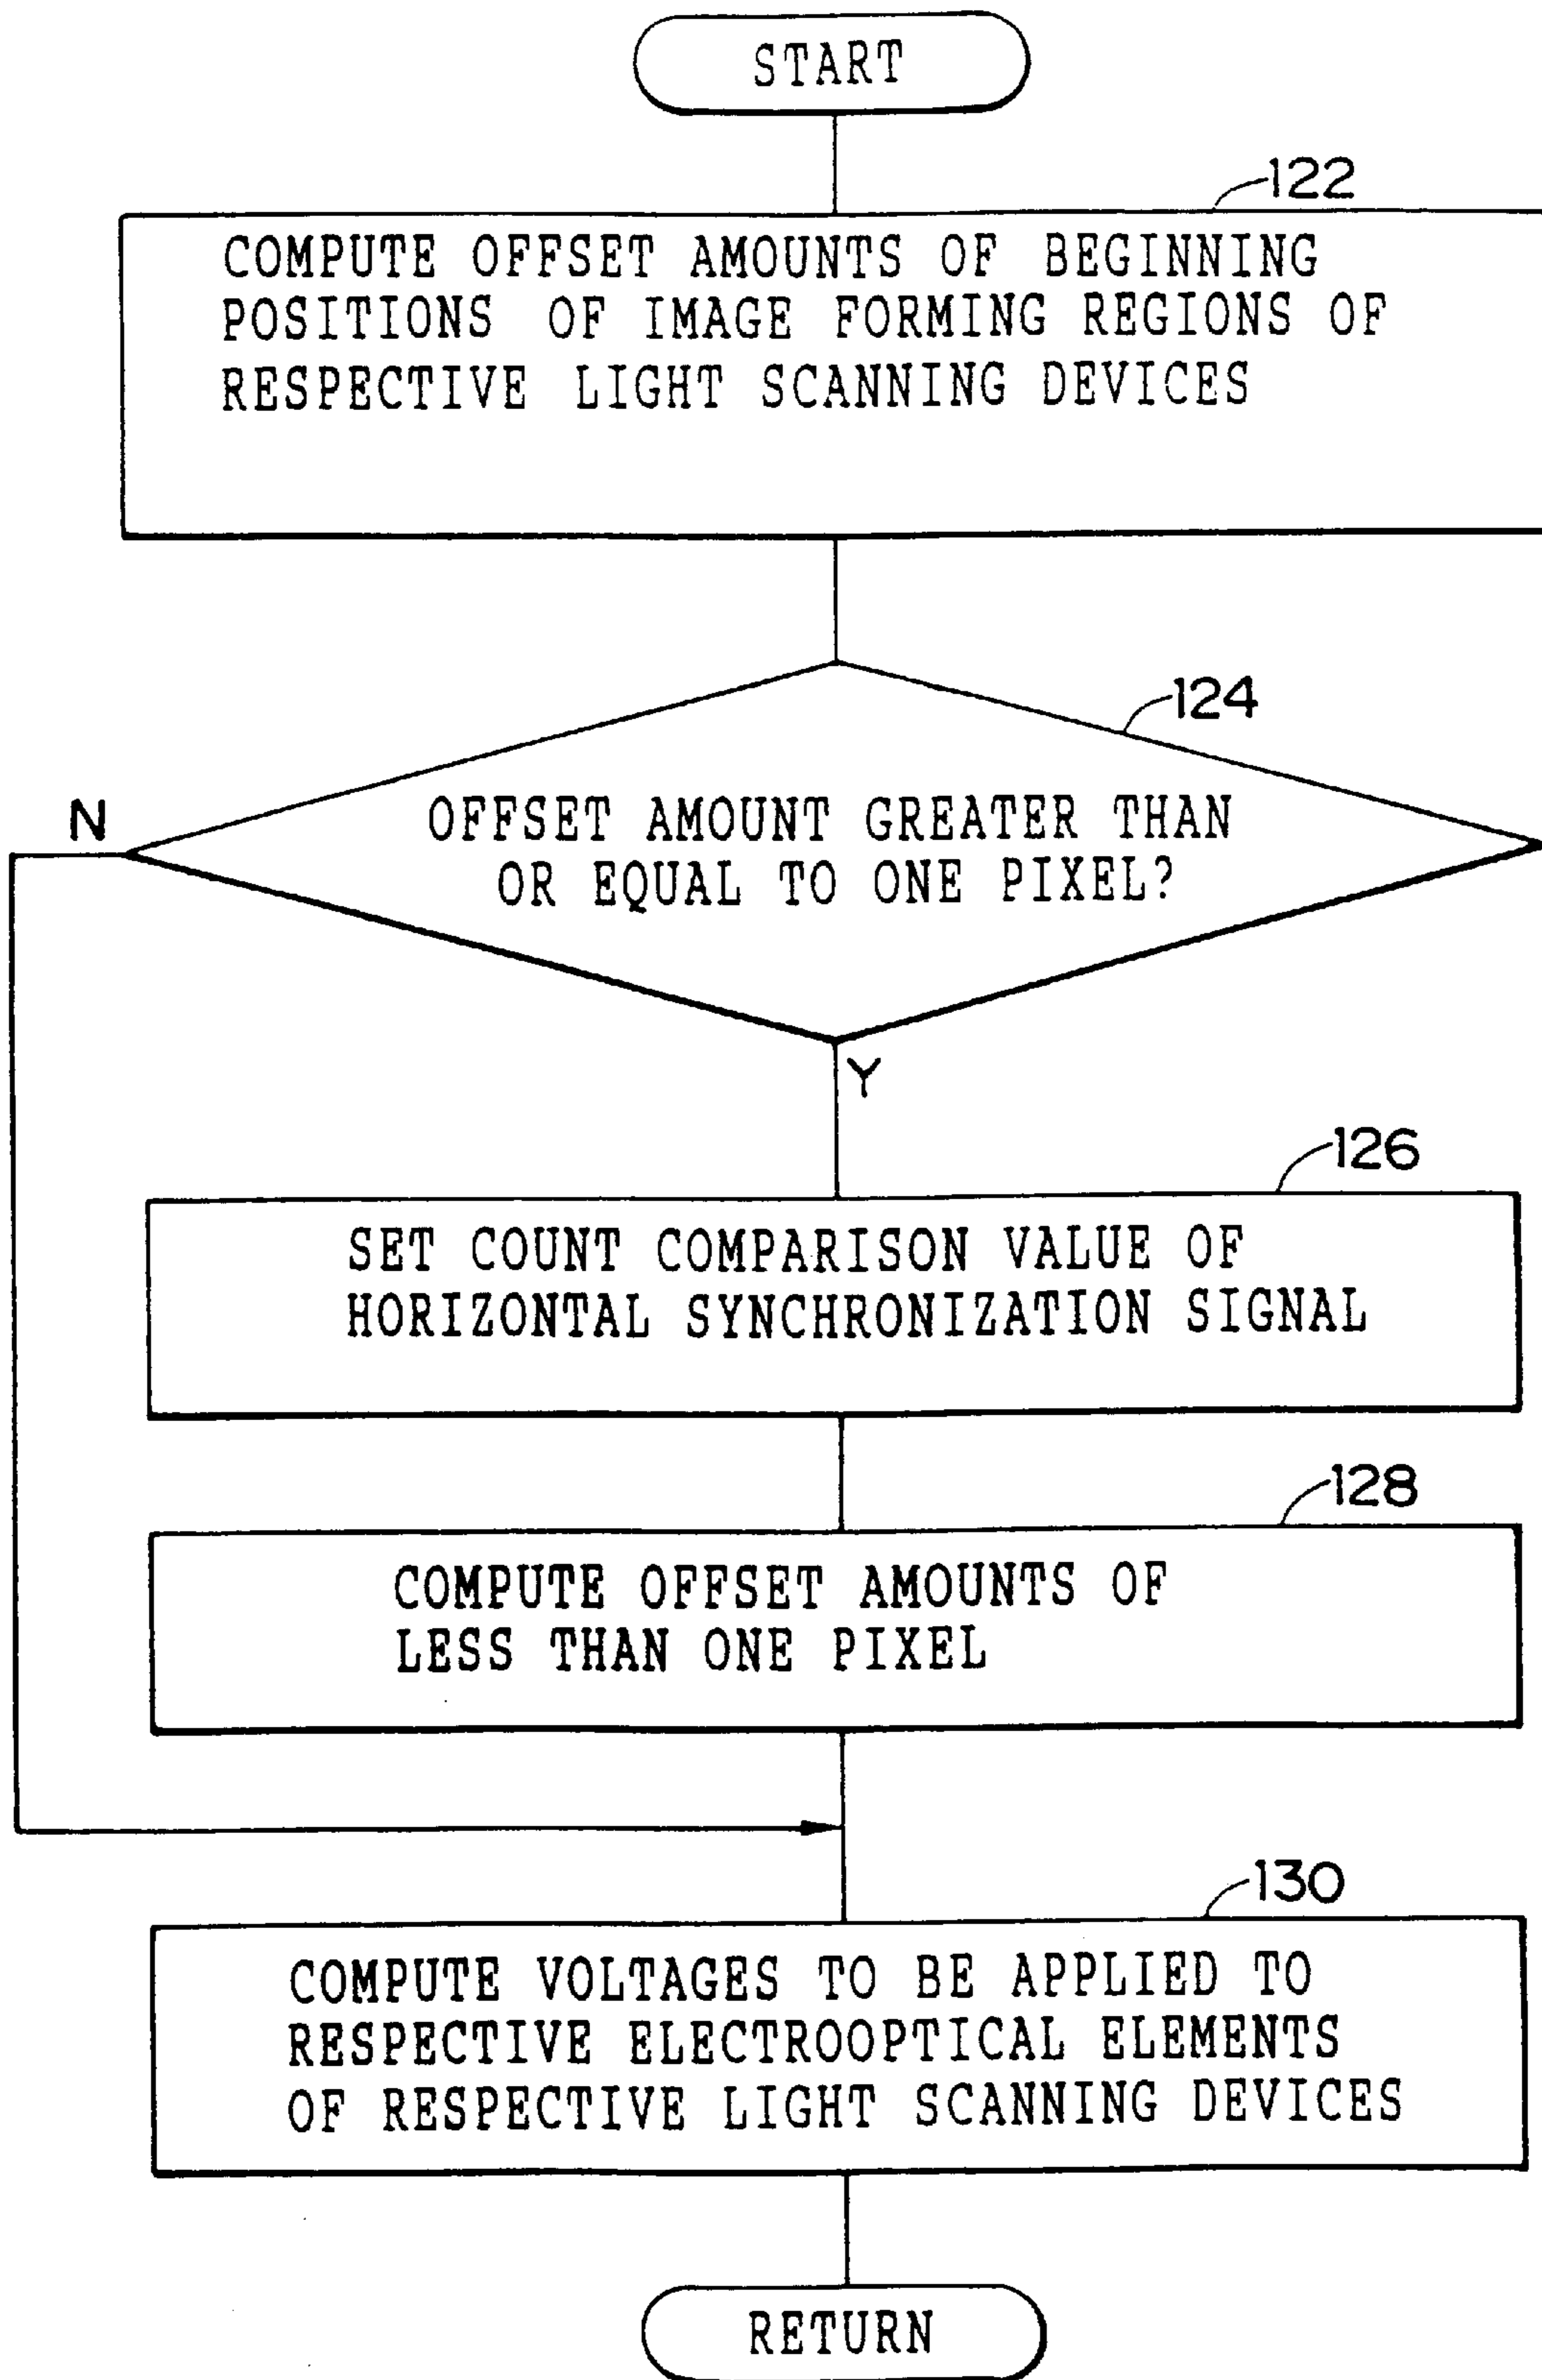 START
122
COMPUTE OFFSET AMOUNTS OF BEGINNING
POSITIONS OF IMAGE FORMING REGIONS OF
RESPECTIVE LIGHT SCANNING DEVICES
124
N
OFFSET AMOUNT GREATER THAN
OR EQUAL TO ONE PIXEL?
Y
126
SET COUNT COMPARISON VALUE OF
HORIZONTAL SYNCHRONIZATION SIGNAL
128
COMPUTE OFFSET AMOUNTS OF
LESS THAN ONE PIXEL
130
COMPUTE VOLTAGES TO BE APPLIED TO
RESPECTIVE ELECTROOPTICAL ELEMENTS
OF RESPECTIVE LIGHT SCANNING DEVICES
RETURN